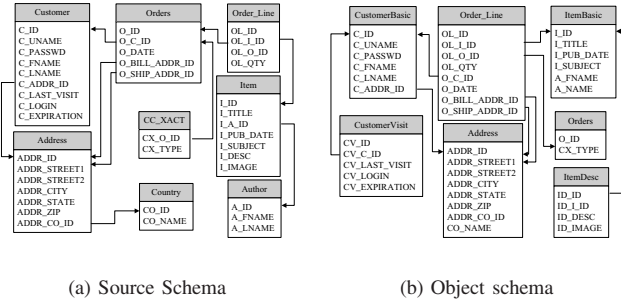 Customer
C_ID
C_UNAME
C_PASSWD
C_FNAME
C_LNAME
C_ADDR_ID
C_LAST_VISIT
C_LOGIN
C_EXPIRATION
Orders
O_ID
O_C_ID
O_DATE
O_BILL_ADDR_ID
O_SHIP_ADDR_ID
Order_Line
OL_ID
OL_I_ID
OL_O_ID
OL_QTY
Item
I_ID
I_TITLE
I_A_ID
I_PUB_DATE
I_SUBJECT
I_DESC
I_IMAGE
CC_XACT
CX_O_ID
CX_TYPE
Address
ADDR_ID
ADDR_STREET1
ADDR_STREET2
ADDR_CITY
ADDR_STATE
ADDR_ZIP
ADDR_CO_ID
Country
CO_ID
CO_NAME
Author
A_ID
A_FNAME
A_LNAME
(a) Source Schema
CustomerBasic
C_ID
C_UNAME
C_PASSWD
C_FNAME
C_LNAME
C_ADDR_ID
Order_Line
OL_ID
OL_I_ID
OL_O_ID
OL_QTY
O_C_ID
O_DATE
O_BILL_ADDR_ID
O_SHIP_ADDR_ID
ItemBasic
I_ID
I_TITLE
I_PUB_DATE
I_SUBJECT
A_FNAME
A_NAME
CustomerVisit
CV_ID
CV_C_ID
CV_LAST_VISIT
CV_LOGIN
CV_EXPIRATION
Address
ADDR_ID
ADDR_STREET1
ADDR_STREET2
ADDR_CITY
ADDR_STATE
ADDR_ZIP
ADDR_CO_ID
CO_NAME
Orders
O_ID
CX_TYPE
ItemDesc
ID_ID
ID_I_ID
ID_DESC
ID_IMAGE
(b) Object schema